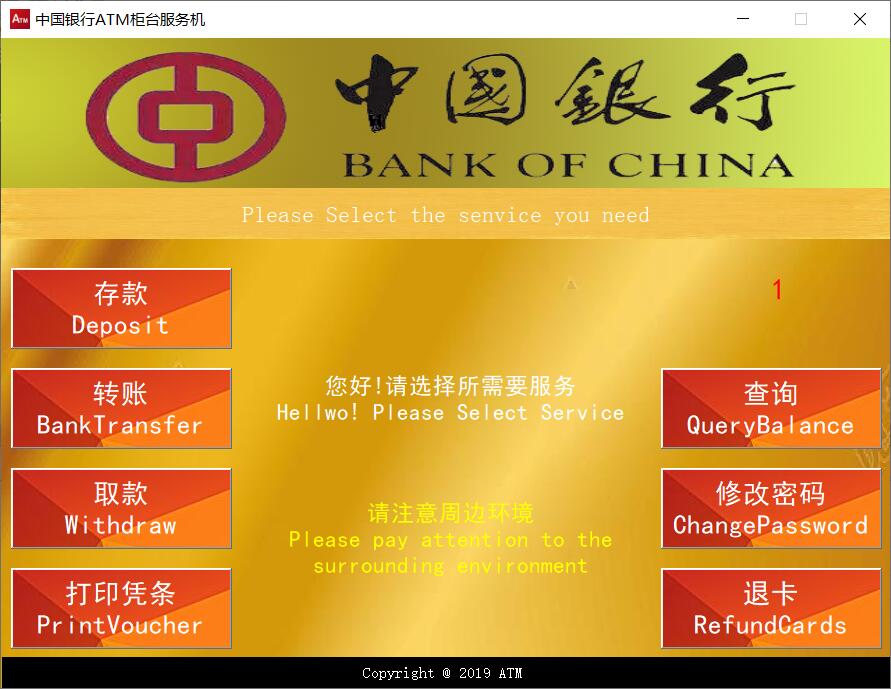 ATM
中国银行ATM柜台服务机
中國銀行
BANK OF CHINA
Please Select the senvice you need
存款
Deposit
1
转账
BankTransfer
您好!请选择所需要服务
Hellwo! Please Select Service
查询
QueryBalance
取款
Withdraw
请注意周边环境
Please pay attention to the
surrounding environment
修改密码
ChangePassword
打印凭条
PrintVoucher
退卡
RefundCards
Copyright @ 2019 ATM